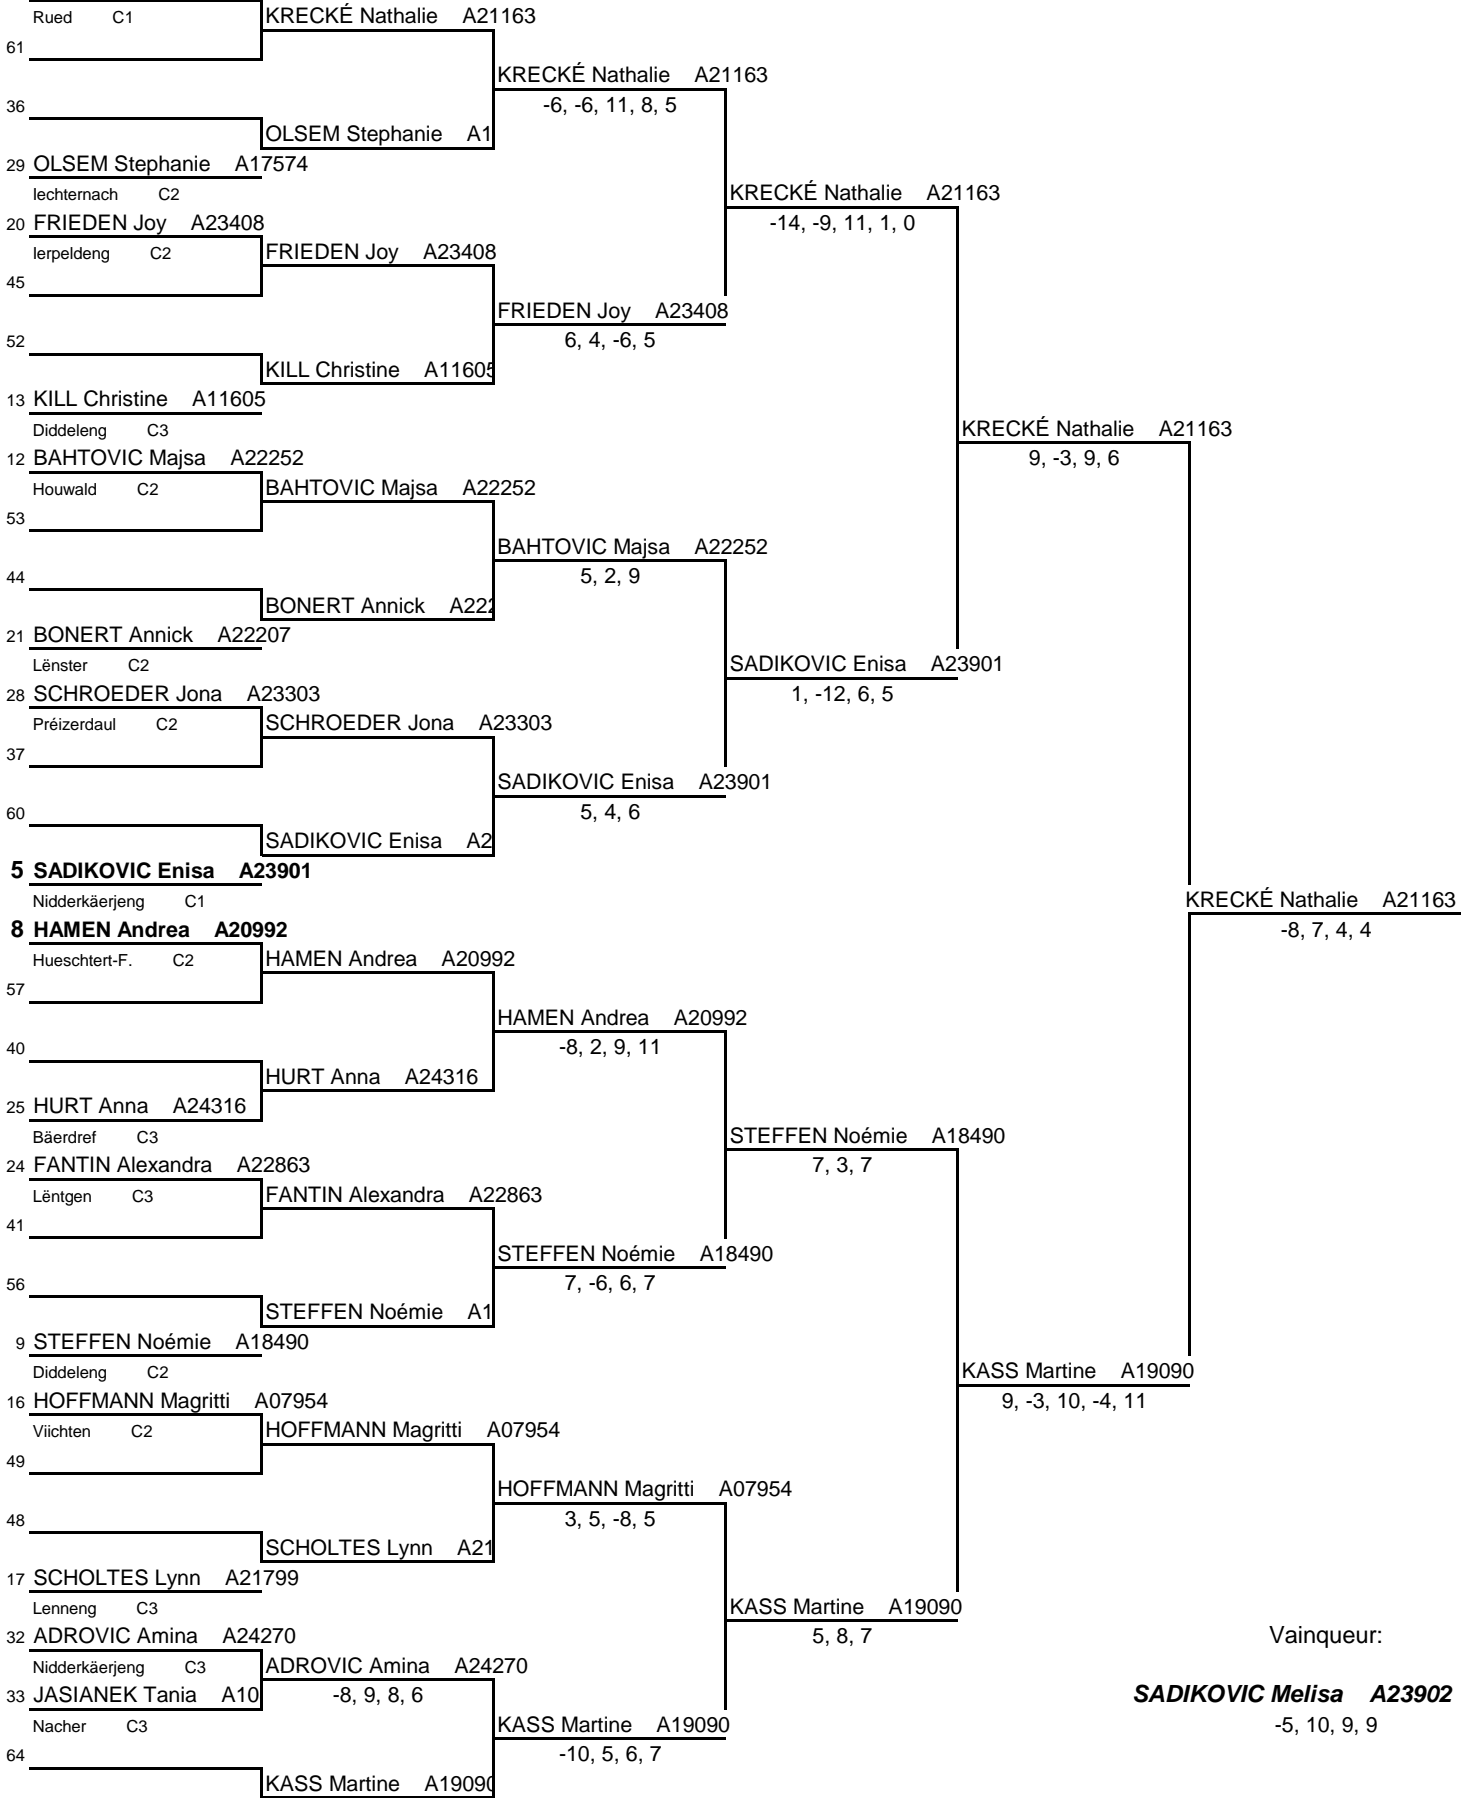 Rued C1 KRECKÉ Nathalie A21163
61
KRECKÉ Nathalie A21163
36 -6, -6, 11, 8, 5
OLSEM Stephanie A1
29 OLSEM Stephanie A17574
Iechternach C2 KRECKÉ Nathalie A21163
20 FRIEDEN Joy A23408 -14, -9, 11, 1, 0
Ierpeldeng C2 FRIEDEN Joy A23408
45
FRIEDEN Joy A23408
52 6, 4, -6, 5
KILL Christine A11605
13 KILL Christine A11605
Diddeleng C3 KRECKÉ Nathalie A21163
12 BAHTOVIC Majsa A22252 9, -3, 9, 6
Houwald C2 BAHTOVIC Majsa A22252
53
BAHTOVIC Majsa A22252
44 5, 2, 9
BONERT Annick A222
21 BONERT Annick A22207
Lënster C2 SADIKOVIC Enisa A23901
28 SCHROEDER Jona A23303 1, -12, 6, 5
Préizerdaul C2 SCHROEDER Jona A23303
37
SADIKOVIC Enisa A23901
60 5, 4, 6
SADIKOVIC Enisa A2
5 SADIKOVIC Enisa A23901
Nidderkäerjeng C1 KRECKÉ Nathalie A21163
8 HAMEN Andrea A20992 -8, 7, 4, 4
Hueschtert-F. C2 HAMEN Andrea A20992
57
HAMEN Andrea A20992
40 -8, 2, 9, 11
HURT Anna A24316
25 HURT Anna A24316
Bäerdref C3 STEFFEN Noémie A18490
24 FANTIN Alexandra A22863 7, 3, 7
Lëntgen C3 FANTIN Alexandra A22863
41
STEFFEN Noémie A18490
56 7, -6, 6, 7
STEFFEN Noémie A1
9 STEFFEN Noémie A18490
Diddeleng C2 KASS Martine A19090
16 HOFFMANN Magritti A07954 9, -3, 10, -4, 11
Viichten C2 HOFFMANN Magritti A07954
49
HOFFMANN Magritti A07954
48 3, 5, -8, 5
SCHOLTES Lynn A21
17 SCHOLTES Lynn A21799
Lenneng C3 KASS Martine A19090
32 ADROVIC Amina A24270 5, 8, 7 Vainqueur:
Nidderkäerjeng C3 ADROVIC Amina A24270
33 JASIANEK Tania A10 -8, 9, 8, 6 SADIKOVIC Melisa A23902
Nacher C3 KASS Martine A19090 -5, 10, 9, 9
64 -10, 5, 6, 7
KASS Martine A19090